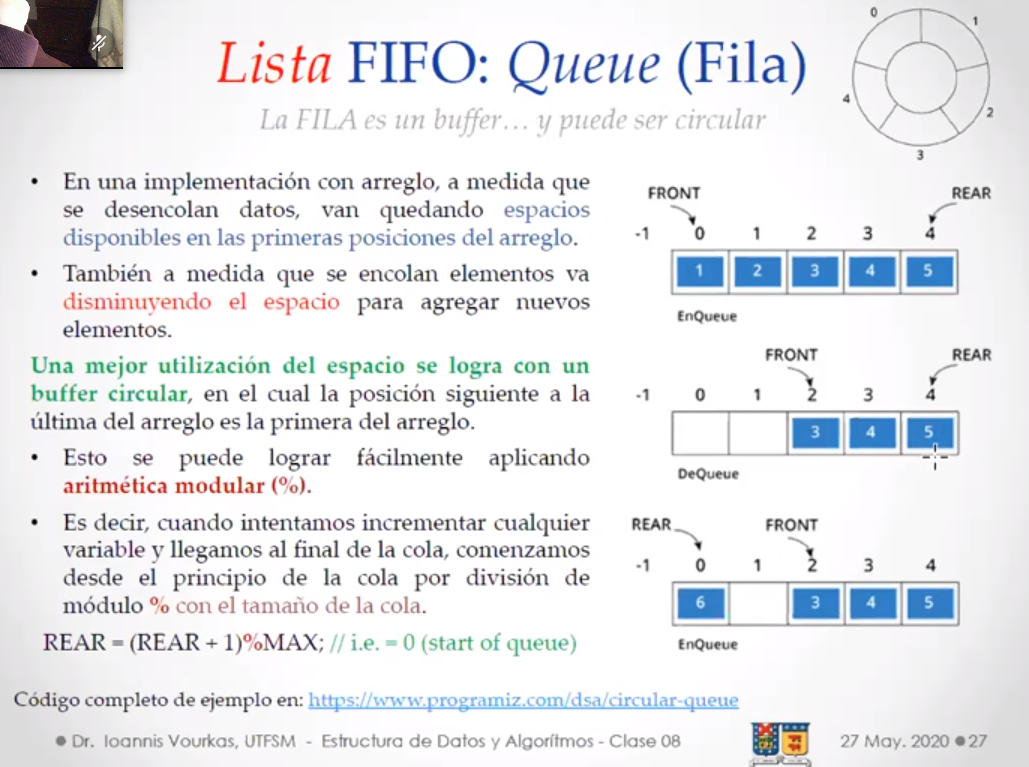 Lista FIFO: Queue (Fila)
La FILA es un buffer... y puede ser circular
0
1
2
3
4
• En una implementación con arreglo, a medida que
se desencolan datos, van quedando espacios
disponibles en las primeras posiciones del arreglo.
• También a medida que se encolan elementos va
disminuyendo el espacio para agregar nuevos
elementos.
Una mejor utilización del espacio se logra con un
buffer circular, en el cual la posición siguiente a la
última del arreglo es la primera del arreglo.
• Esto se puede lograr fácilmente aplicando
aritmética modular (%).
• Es decir, cuando intentamos incrementar cualquier
variable y llegamos al final de la cola, comenzamos
desde el principio de la cola por división de
módulo % con el tamaño de la cola.
REAR = (REAR + 1)%MAX; // i.e. = 0 (start of queue)
FRONT REAR
-1 0 1 2 3 4
1 2 3 4 5
EnQueue
FRONT REAR
-1 0 1 2 3 4
3 4 5
DeQueue
REAR FRONT
-1 0 1 2 3 4
6 3 4 5
EnQueue
Código completo de ejemplo en: https://www.programiz.com/dsa/circular-queue
● Dr. Ioannis Vourkas, UTFSM - Estructura de Datos y Algorítmos - Clase 08
27 May. 2020 ● 27